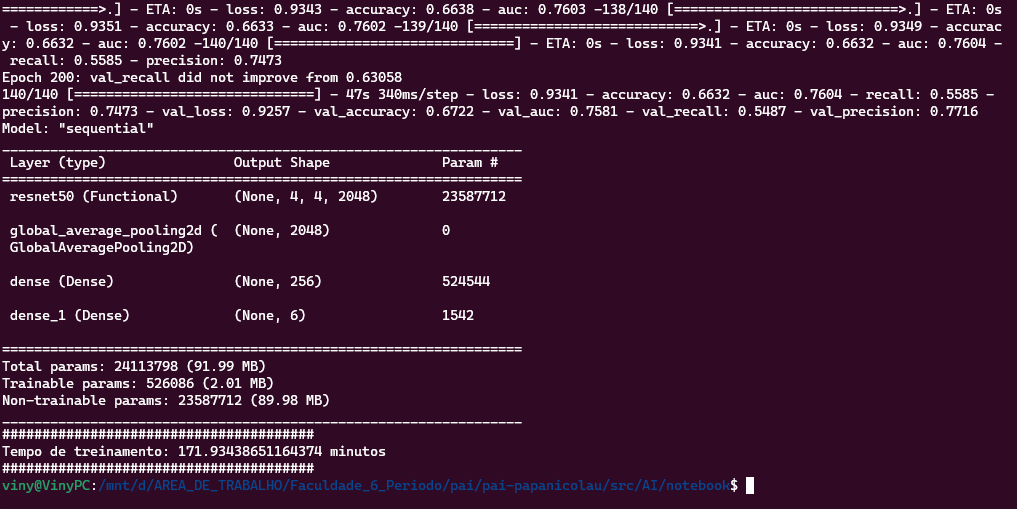 ============>.] - ETA: 0s - loss: 0.9343 - accuracy: 0.6638 - auc: 0.7603 -138/140 [============================>.] - ETA: 0s
 - loss: 0.9351 - accuracy: 0.6633 - auc: 0.7602 -139/140 [============================>.] - ETA: 0s - loss: 0.9349 - accurac
y: 0.6632 - auc: 0.7602 -140/140 [==============================] - ETA: 0s - loss: 0.9341 - accuracy: 0.6632 - auc: 0.7604 -
 recall: 0.5585 - precision: 0.7473
Epoch 200: val_recall did not improve from 0.63058
140/140 [==============================] - 47s 340ms/step - loss: 0.9341 - accuracy: 0.6632 - auc: 0.7604 - recall: 0.5585 -
precision: 0.7473 - val_loss: 0.9257 - val_accuracy: 0.6722 - val_auc: 0.7581 - val_recall: 0.5487 - val_precision: 0.7716
Model: "sequential"
_________________________________________________________________
 Layer (type)                Output Shape              Param #
=================================================================
 resnet50 (Functional)       (None, 4, 4, 2048)        23587712
 global_average_pooling2d (  (None, 2048)              0
 GlobalAveragePooling2D)
 dense (Dense)               (None, 256)               524544
 dense_1 (Dense)             (None, 6)                 1542
=================================================================
Total params: 24113798 (91.99 MB)
Trainable params: 526086 (2.01 MB)
Non-trainable params: 23587712 (89.98 MB)
_________________________________________________________________
#######################################
Tempo de treinamento: 171.93438651164374 minutos
#######################################
viny@VinyPC:/mnt/d/AREA_DE_TRABALHO/Faculdade_6_Periodo/pai/pai-papanicolau/src/AI/notebook$